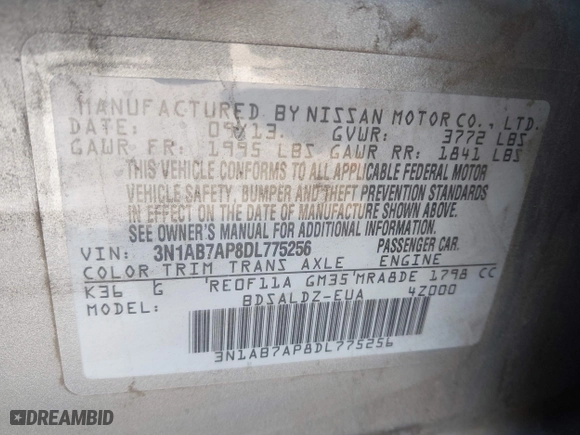 MANUFACTURED BY NISSAN MOTOR CO., LTD.
DATE: 09/13. GVWR: 3772 LBS
GAWR FR: 1995 LBS GAWR RR: 1841 LBS
THIS VEHICLE CONFORMS TO ALL APPLICABLE FEDERAL MOTOR
VEHICLE SAFETY, BUMPER AND THEFT PREVENTION STANDARDS
IN EFFECT ON THE DATE OF MANUFACTURE SHOWN ABOVE.
SEE OWNER'S MANUAL FOR ADDITIONAL INFORMATION.
VIN: 3N1AB7AP8DL775256 PASSENGER CAR.
COLOR TRIM TRANS AXLE ENGINE
K36 G RE0F11A GM35 MRA8DE 1798 CC
MODEL: BDSALDZ-EUA 4Z000
3N1AB7AP8DL775256
DREAMBID